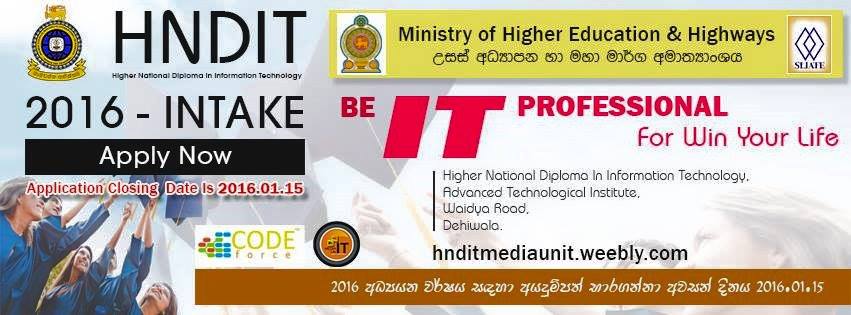 HNDIT
Higher National Diploma In Information Technology
2016 - INTAKE
Apply Now
Application Closing Date Is 2016.01.15
Ministry of Higher Education & Highways
උසස් අධ්‍යාපන හා මහා මාර්ග අමාත්‍යාංශය
SLIATE
BE IT PROFESSIONAL
For Win Your Life
Higher National Diploma In Information Technology,
Advanced Technological Institute,
Waidya Road,
Dehiwala.
hnditmediaunit.weebly.com
CODE
force
IT
2016 අධ්‍යයන වර්ෂය සඳහා අයදුම්පත් භාරගන්නා අවසන් දිනය 2016.01.15